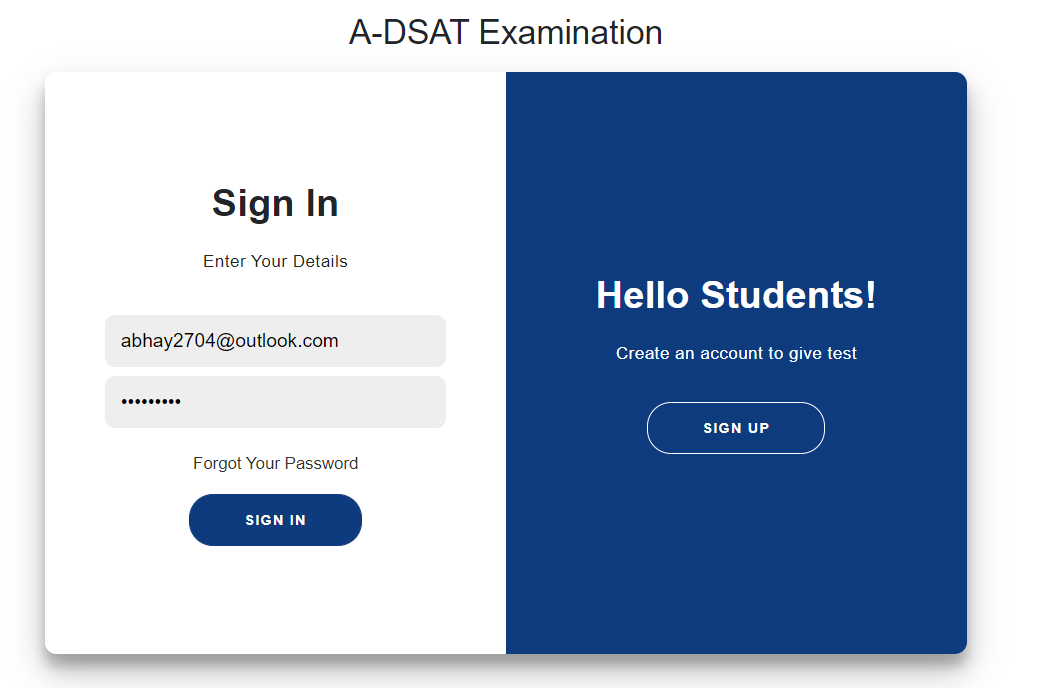 A-DSAT Examination
Sign In
Enter Your Details
abhay2704@outlook.com
•••••••••
Forgot Your Password
SIGN IN
Hello Students!
Create an account to give test
SIGN UP